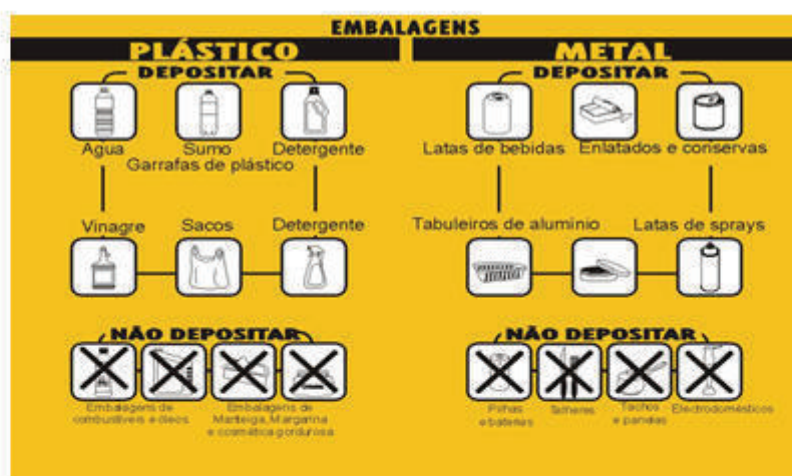 EMBALAGENS
PLÁSTICO
DEPOSITAR
Agua Sumo Detergente
Garrafas de plástico
Vinagre Sacos Detergente
NÃO DEPOSITAR
Embalagens de
combustíveis e óleos
Embalagens de
Manteiga, Margarina
e cosmética gordurosa
METAL
DEPOSITAR
Latas de bebidas Enlatados e conservas
Tabuleiros de alumínio Latas de sprays
NÃO DEPOSITAR
Pilhas
e baterias
Talheres
Tachos
e panelas
Electrodomésticos